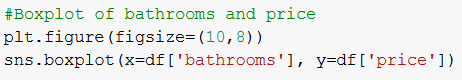 #Boxplot of bathrooms and price
plt.figure(figsize=(10,8))
sns.boxplot(x=df['bathrooms'], y=df['price'])